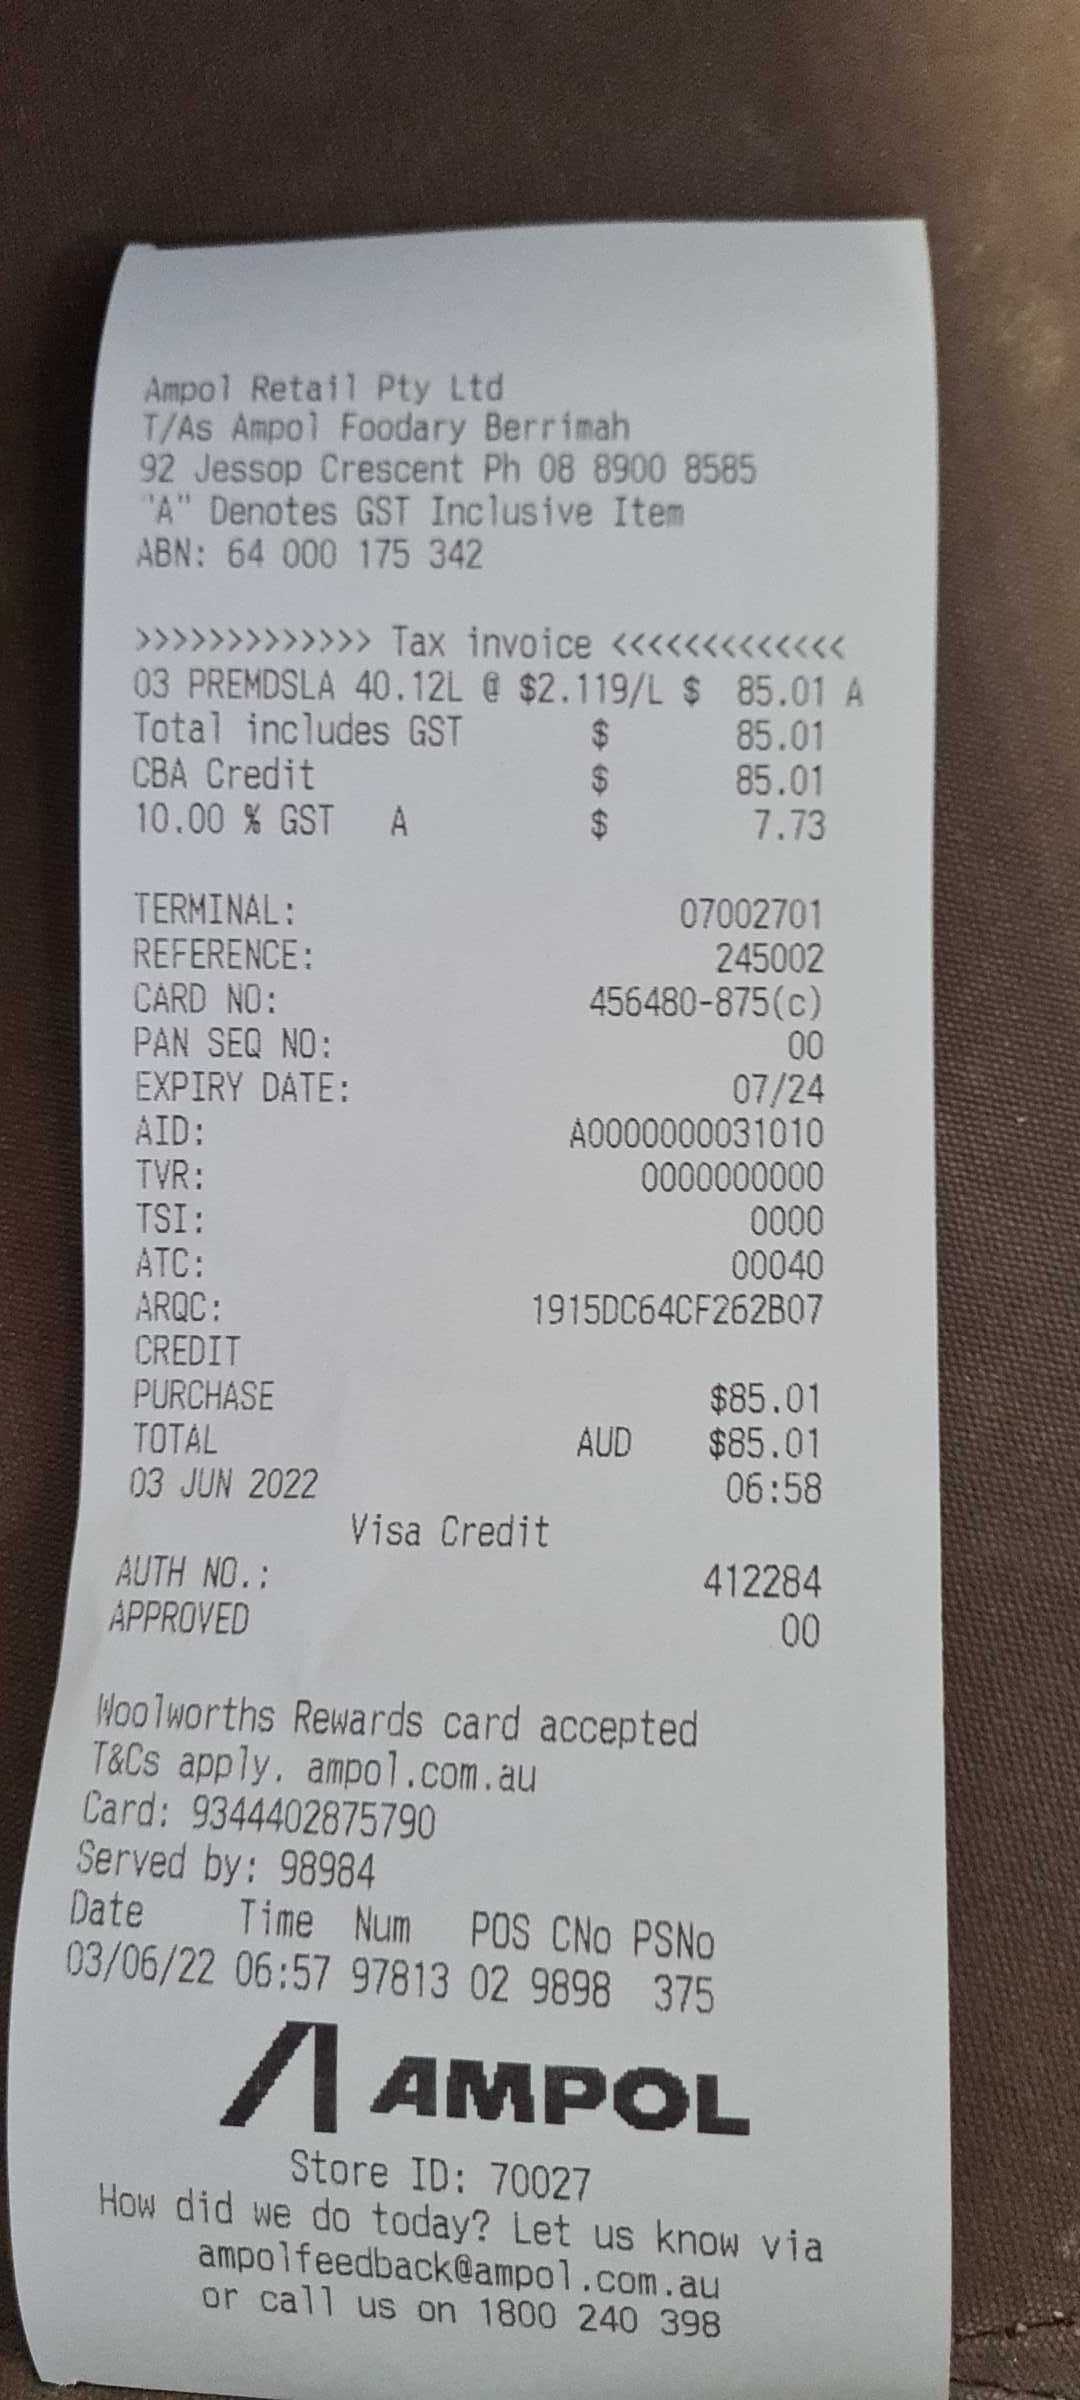 Ampol Retail Pty Ltd
T/As Ampol Foodary Berrimah
92 Jessop Crescent Ph 08 8900 8585
"A" Denotes GST Inclusive Item
ABN: 64 000 175 342
>>>>>>>>>>>>> Tax invoice <<<<<<<<<<<<<
03 PREMDSLA 40.12L @ $2.119/L $ 85.01 A
Total includes GST $ 85.01
CBA Credit $ 85.01
10.00 % GST A $ 7.73
TERMINAL: 07002701
REFERENCE: 245002
CARD NO: 456480-875(c)
PAN SEQ NO: 00
EXPIRY DATE: 07/24
AID: A0000000031010
TVR: 0000000000
TSI: 0000
ATC: 00040
ARQC: 1915DC64CF262B07
CREDIT
PURCHASE $85.01
TOTAL AUD $85.01
03 JUN 2022 06:58
Visa Credit
AUTH NO.: 412284
APPROVED 00
Woolworths Rewards card accepted
T&Cs apply. ampol.com.au
Card: 9344402875790
Served by: 98984
Date Time Num POS CNo PSNo
03/06/22 06:57 97813 02 9898 375
AMPOL
Store ID: 70027
How did we do today? Let us know via
ampolfeedback@ampol.com.au
or call us on 1800 240 398